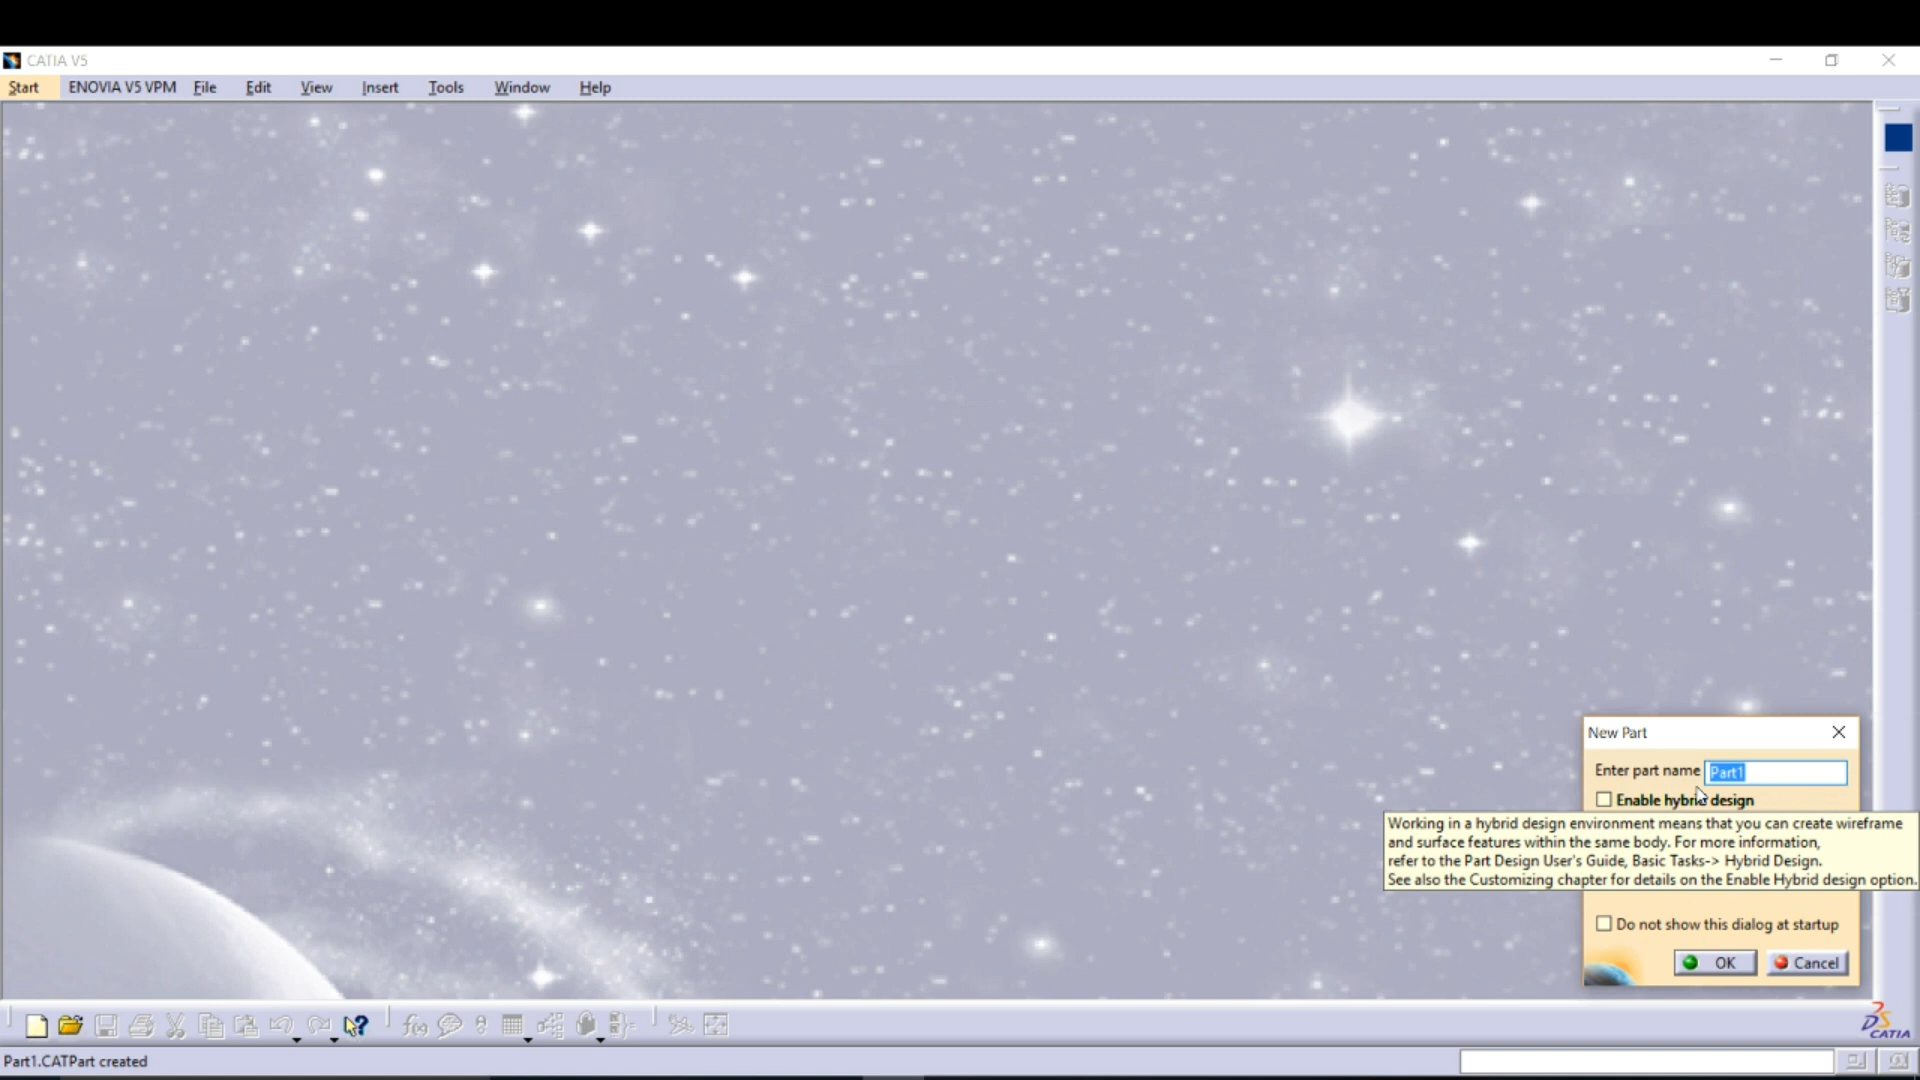 CATIA V5
Start ENOVIA V5 VPM File Edit View Insert Tools Window Help
New Part
Enter part name Part1
Enable hybrid design
Working in a hybrid design environment means that you can create wireframe
and surface features within the same body. For more information,
refer to the Part Design User's Guide, Basic Tasks-> Hybrid Design.
See also the Customizing chapter for details on the Enable Hybrid design option.
Do not show this dialog at startup
OK Cancel
f(x)
CATIA
Part1.CATPart created